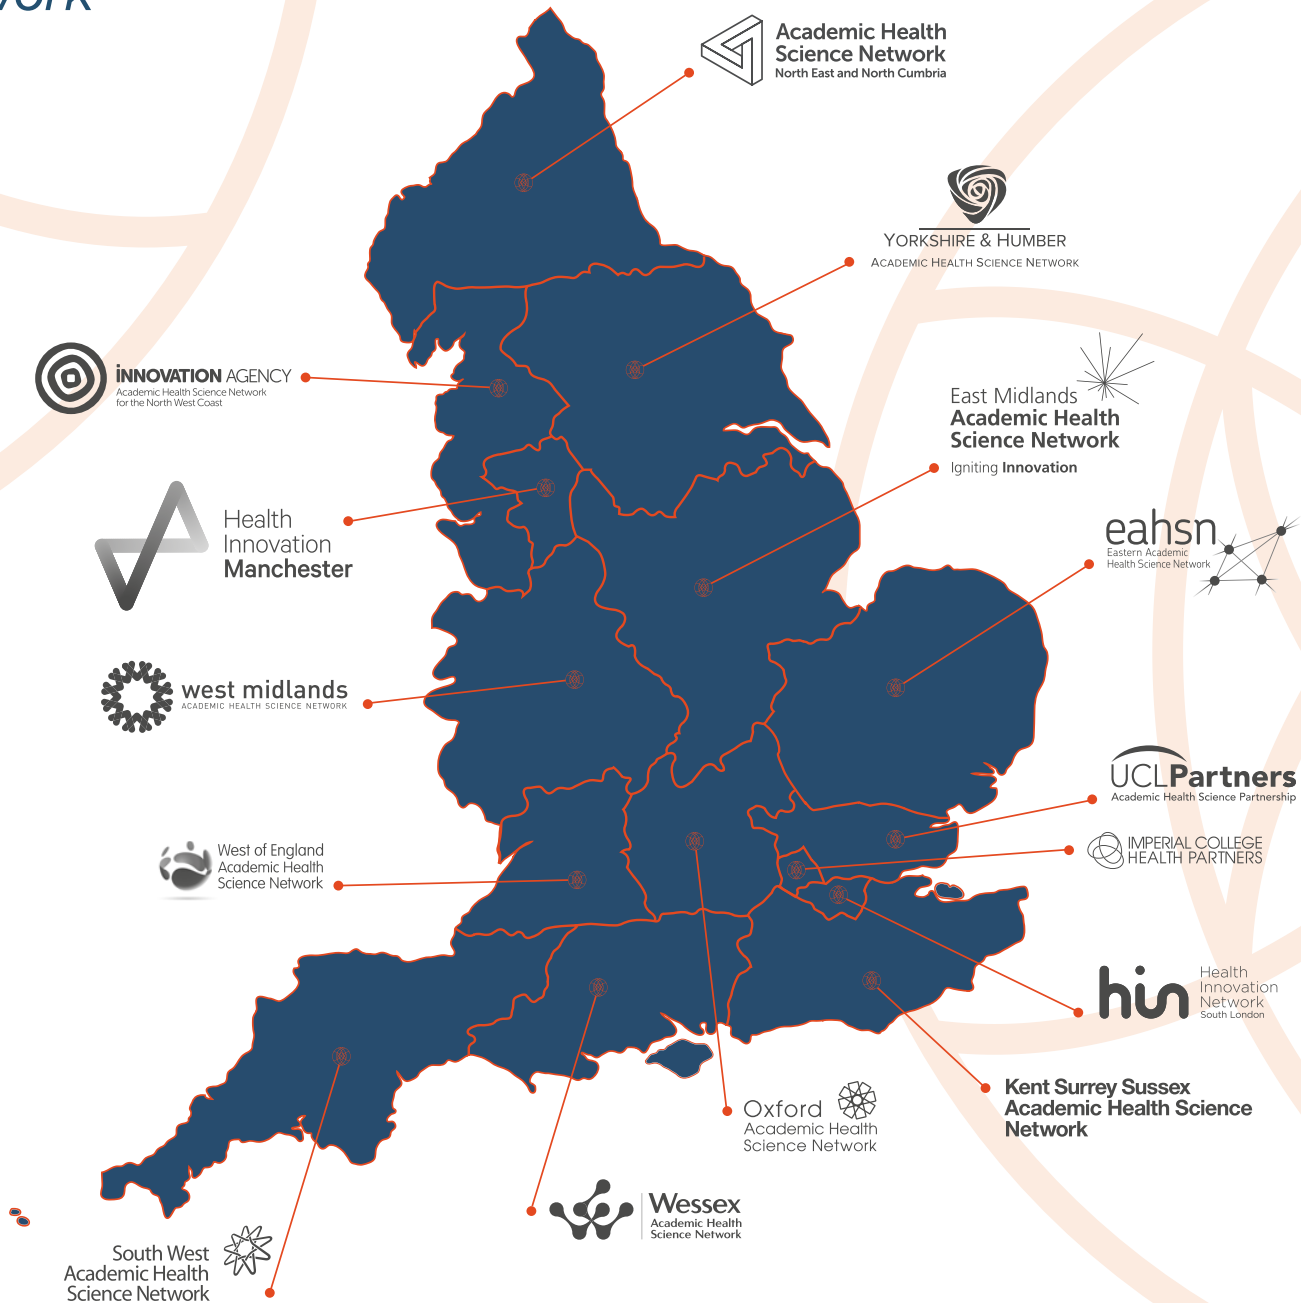 work
Academic Health
Science Network
North East and North Cumbria
YORKSHIRE & HUMBER
ACADEMIC HEALTH SCIENCE NETWORK
iNNOVATION AGENCY
Academic Health Science Network
for the North West Coast
East Midlands
Academic Health
Science Network
Igniting Innovation
Health
Innovation
Manchester
eahsn
Eastern Academic
Health Science Network
west midlands
ACADEMIC HEALTH SCIENCE NETWORK
UCLPartners
Academic Health Science Partnership
IMPERIAL COLLEGE
HEALTH PARTNERS
West of England
Academic Health
Science Network
hin
Health
Innovation
Network
South London
Kent Surrey Sussex
Academic Health Science
Network
Oxford
Academic Health
Science Network
Wessex
Academic Health
Science Network
South West
Academic Health
Science Network